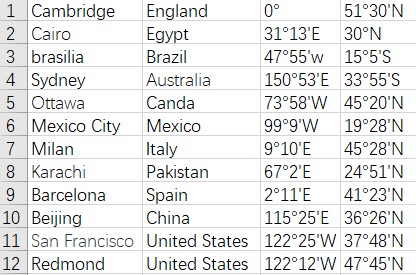 1 Cambridge England 0° 51°30'N
2 Cairo Egypt 31°13'E 30°N
3 brasilia Brazil 47°55'w 15°5'S
4 Sydney Australia 150°53'E 33°55'S
5 Ottawa Canda 73°58'W 45°20'N
6 Mexico City Mexico 99°9'W 19°28'N
7 Milan Italy 9°10'E 45°28'N
8 Karachi Pakistan 67°2'E 24°51'N
9 Barcelona Spain 2°11'E 41°23'N
10 Beijing China 115°25'E 36°26'N
11 San Francisco United States 122°25'W 37°48'N
12 Redmond United States 122°12'W 47°45'N